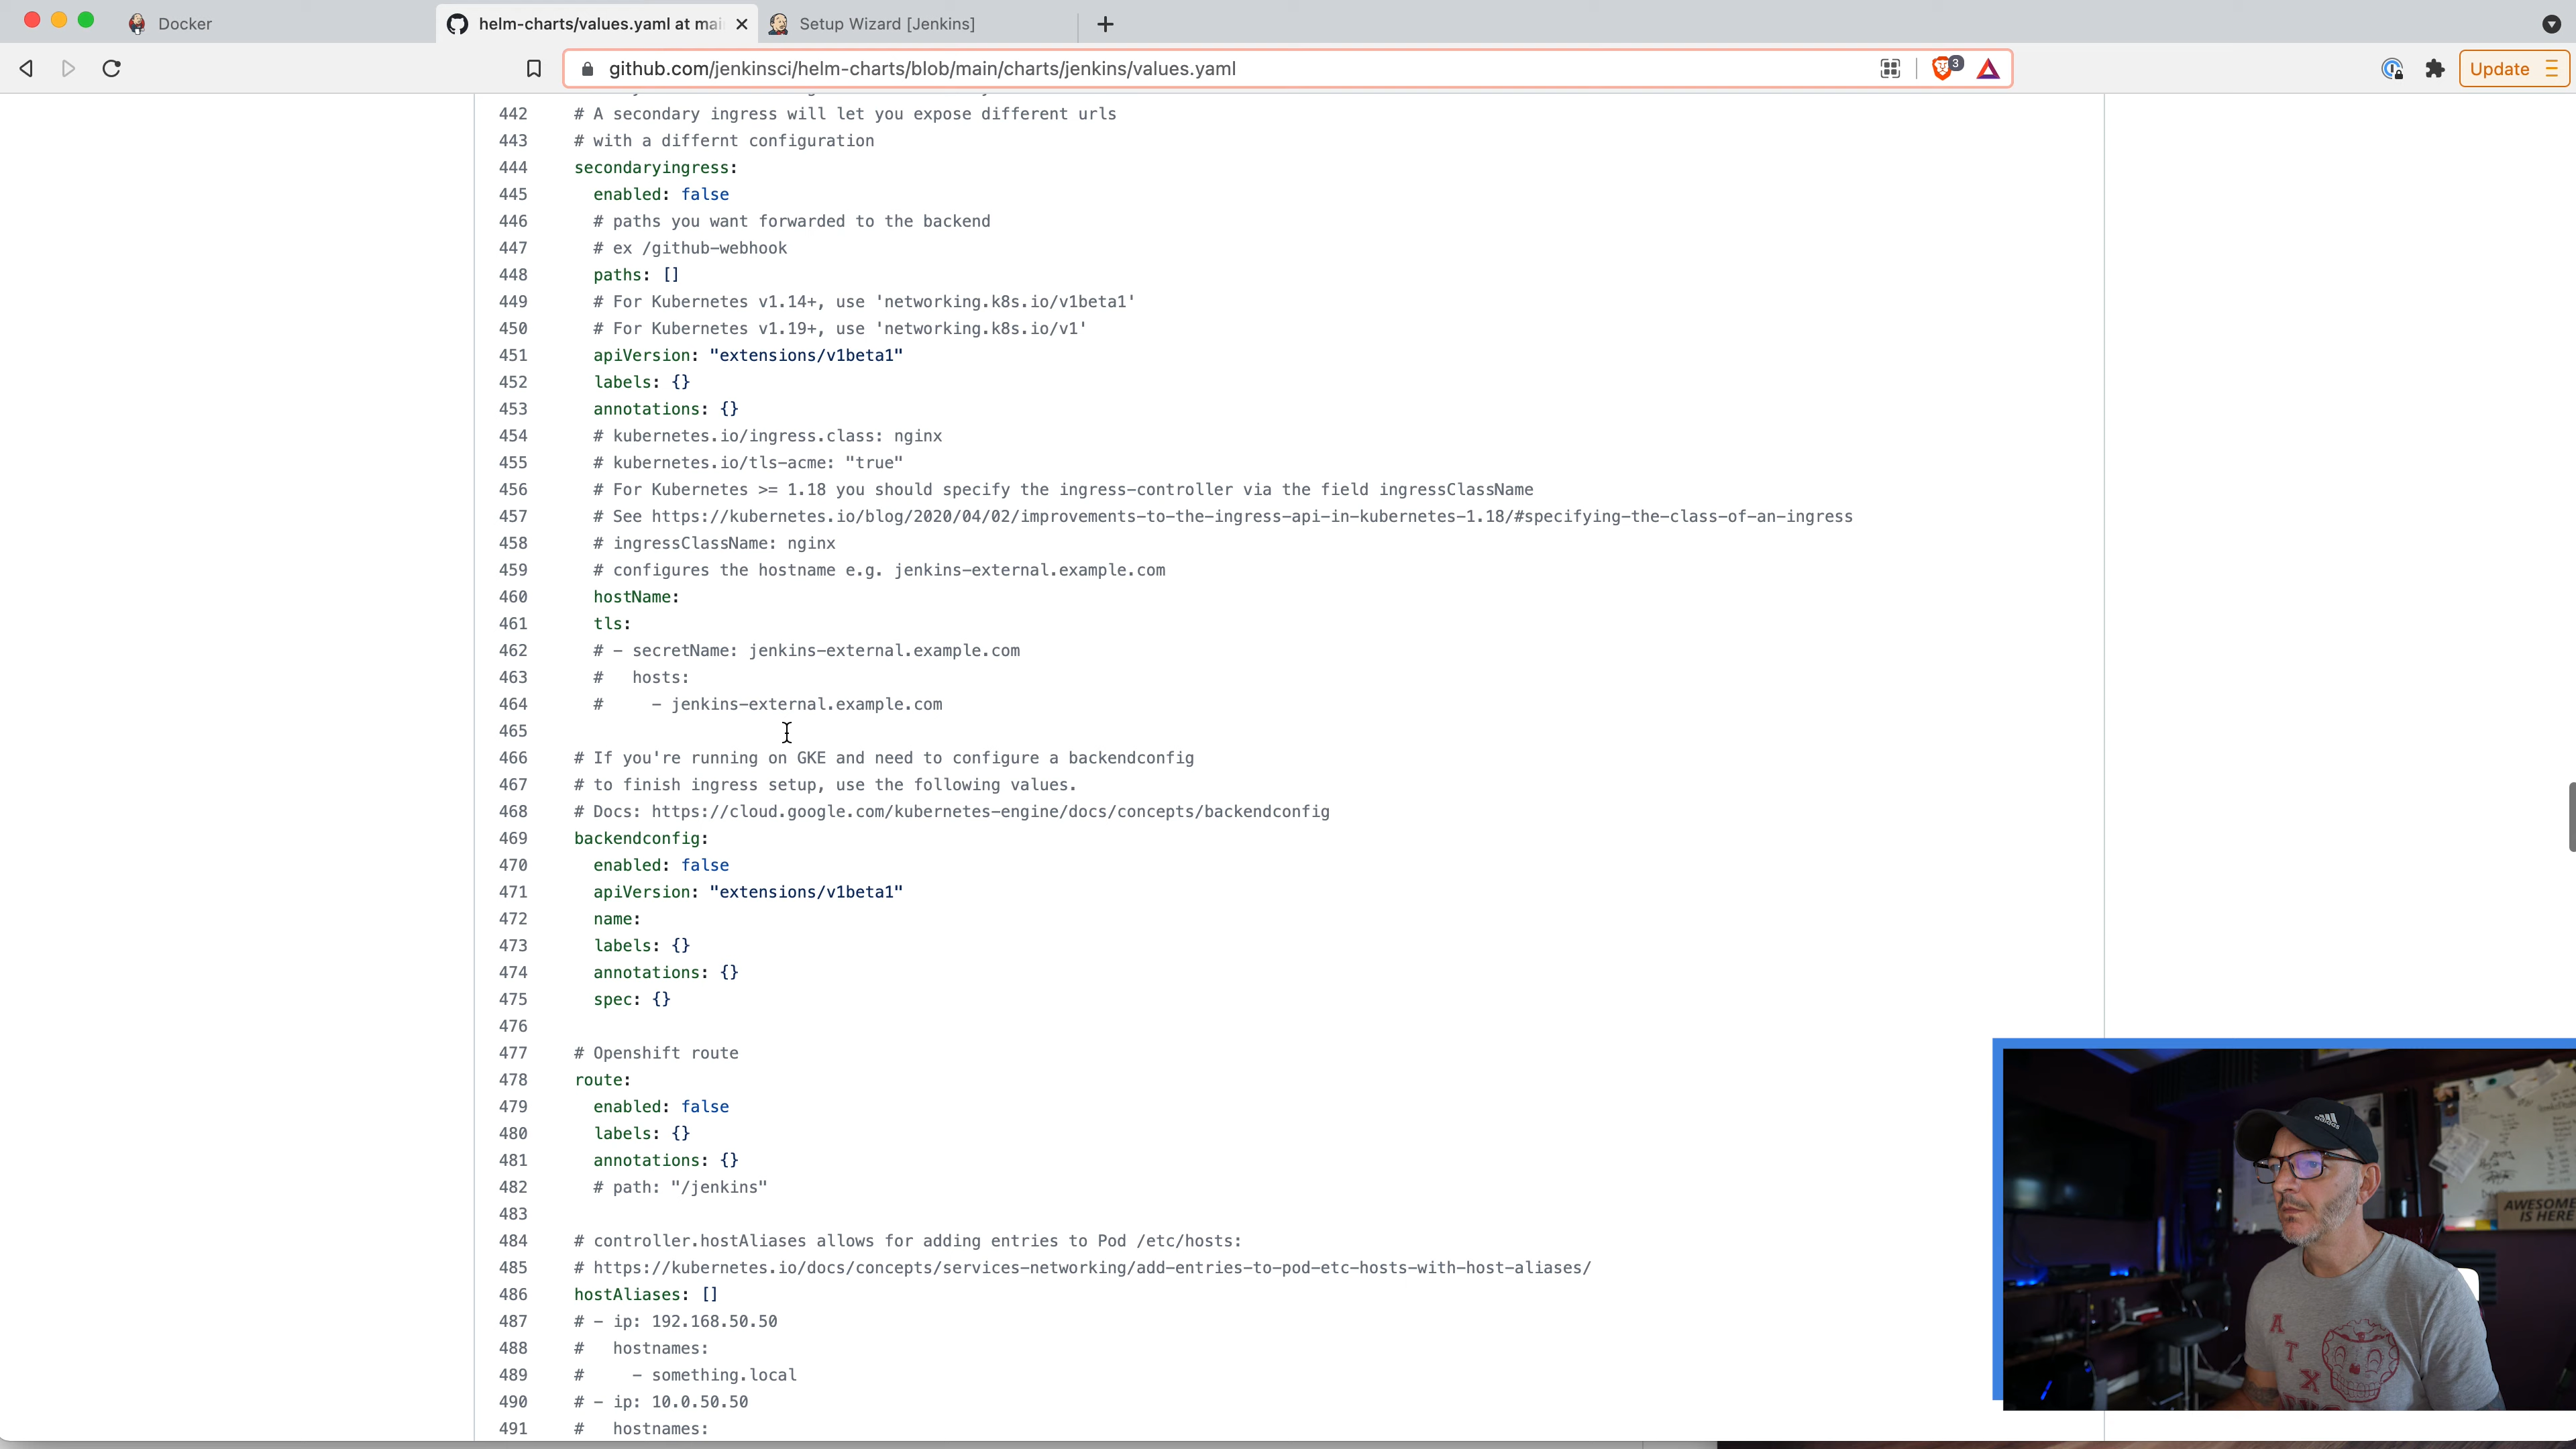 Docker
helm-charts/values.yaml at mai
Setup Wizard [Jenkins]
github.com/jenkinsci/helm-charts/blob/main/charts/jenkins/values.yaml
3
Update
442 # A secondary ingress will let you expose different urls
443 # with a differnt configuration
444 secondaryingress:
445 enabled: false
446 # paths you want forwarded to the backend
447 # ex /github-webhook
448 paths: []
449 # For Kubernetes v1.14+, use 'networking.k8s.io/v1beta1'
450 # For Kubernetes v1.19+, use 'networking.k8s.io/v1'
451 apiVersion: "extensions/v1beta1"
452 labels: {}
453 annotations: {}
454 # kubernetes.io/ingress.class: nginx
455 # kubernetes.io/tls-acme: "true"
456 # For Kubernetes >= 1.18 you should specify the ingress-controller via the field ingressClassName
457 # See https://kubernetes.io/blog/2020/04/02/improvements-to-the-ingress-api-in-kubernetes-1.18/#specifying-the-class-of-an-ingress
458 # ingressClassName: nginx
459 # configures the hostname e.g. jenkins-external.example.com
460 hostName:
461 tls:
462 # - secretName: jenkins-external.example.com
463 #   hosts:
464 #     - jenkins-external.example.com
465
466 # If you're running on GKE and need to configure a backendconfig
467 # to finish ingress setup, use the following values.
468 # Docs: https://cloud.google.com/kubernetes-engine/docs/concepts/backendconfig
469 backendconfig:
470 enabled: false
471 apiVersion: "extensions/v1beta1"
472 name:
473 labels: {}
474 annotations: {}
475 spec: {}
476
477 # Openshift route
478 route:
479 enabled: false
480 labels: {}
481 annotations: {}
482 # path: "/jenkins"
483
484 # controller.hostAliases allows for adding entries to Pod /etc/hosts:
485 # https://kubernetes.io/docs/concepts/services-networking/add-entries-to-pod-etc-hosts-with-host-aliases/
486 hostAliases: []
487 # - ip: 192.168.50.50
488 #   hostnames:
489 #     - something.local
490 # - ip: 10.0.50.50
491 #   hostnames:
adidas
AWESOME
IS HERE
ATX